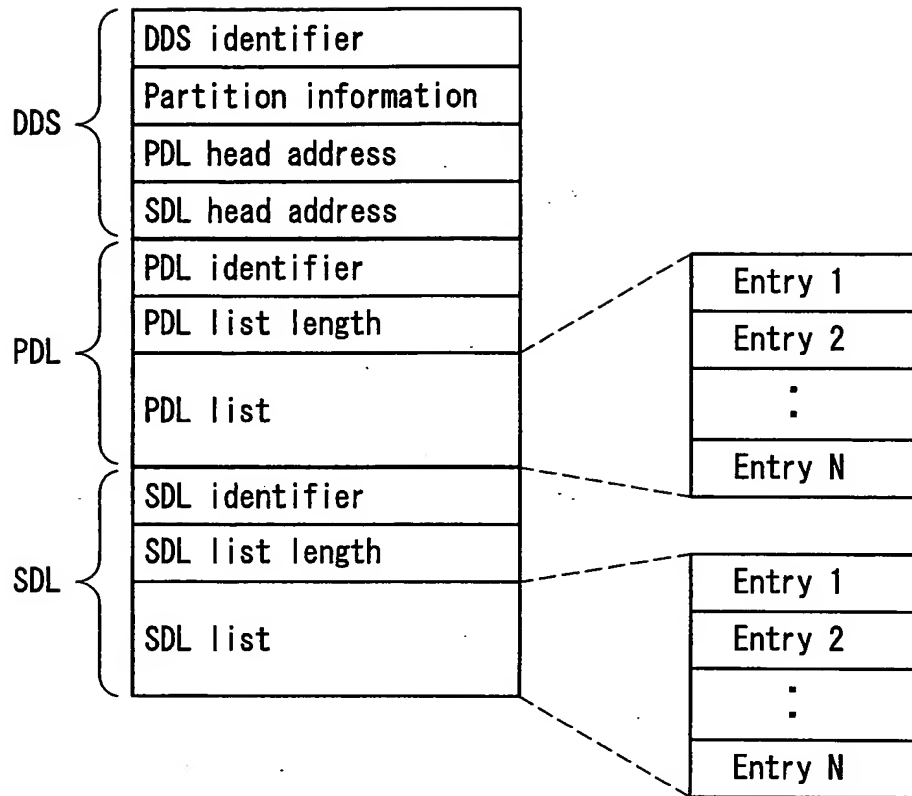 DDS
DDS identifier
Partition information
PDL head address
SDL head address
PDL
PDL identifier
PDL list length
PDL list
Entry 1
Entry 2
:
Entry N
SDL
SDL identifier
SDL list length
SDL list
Entry 1
Entry 2
:
Entry N